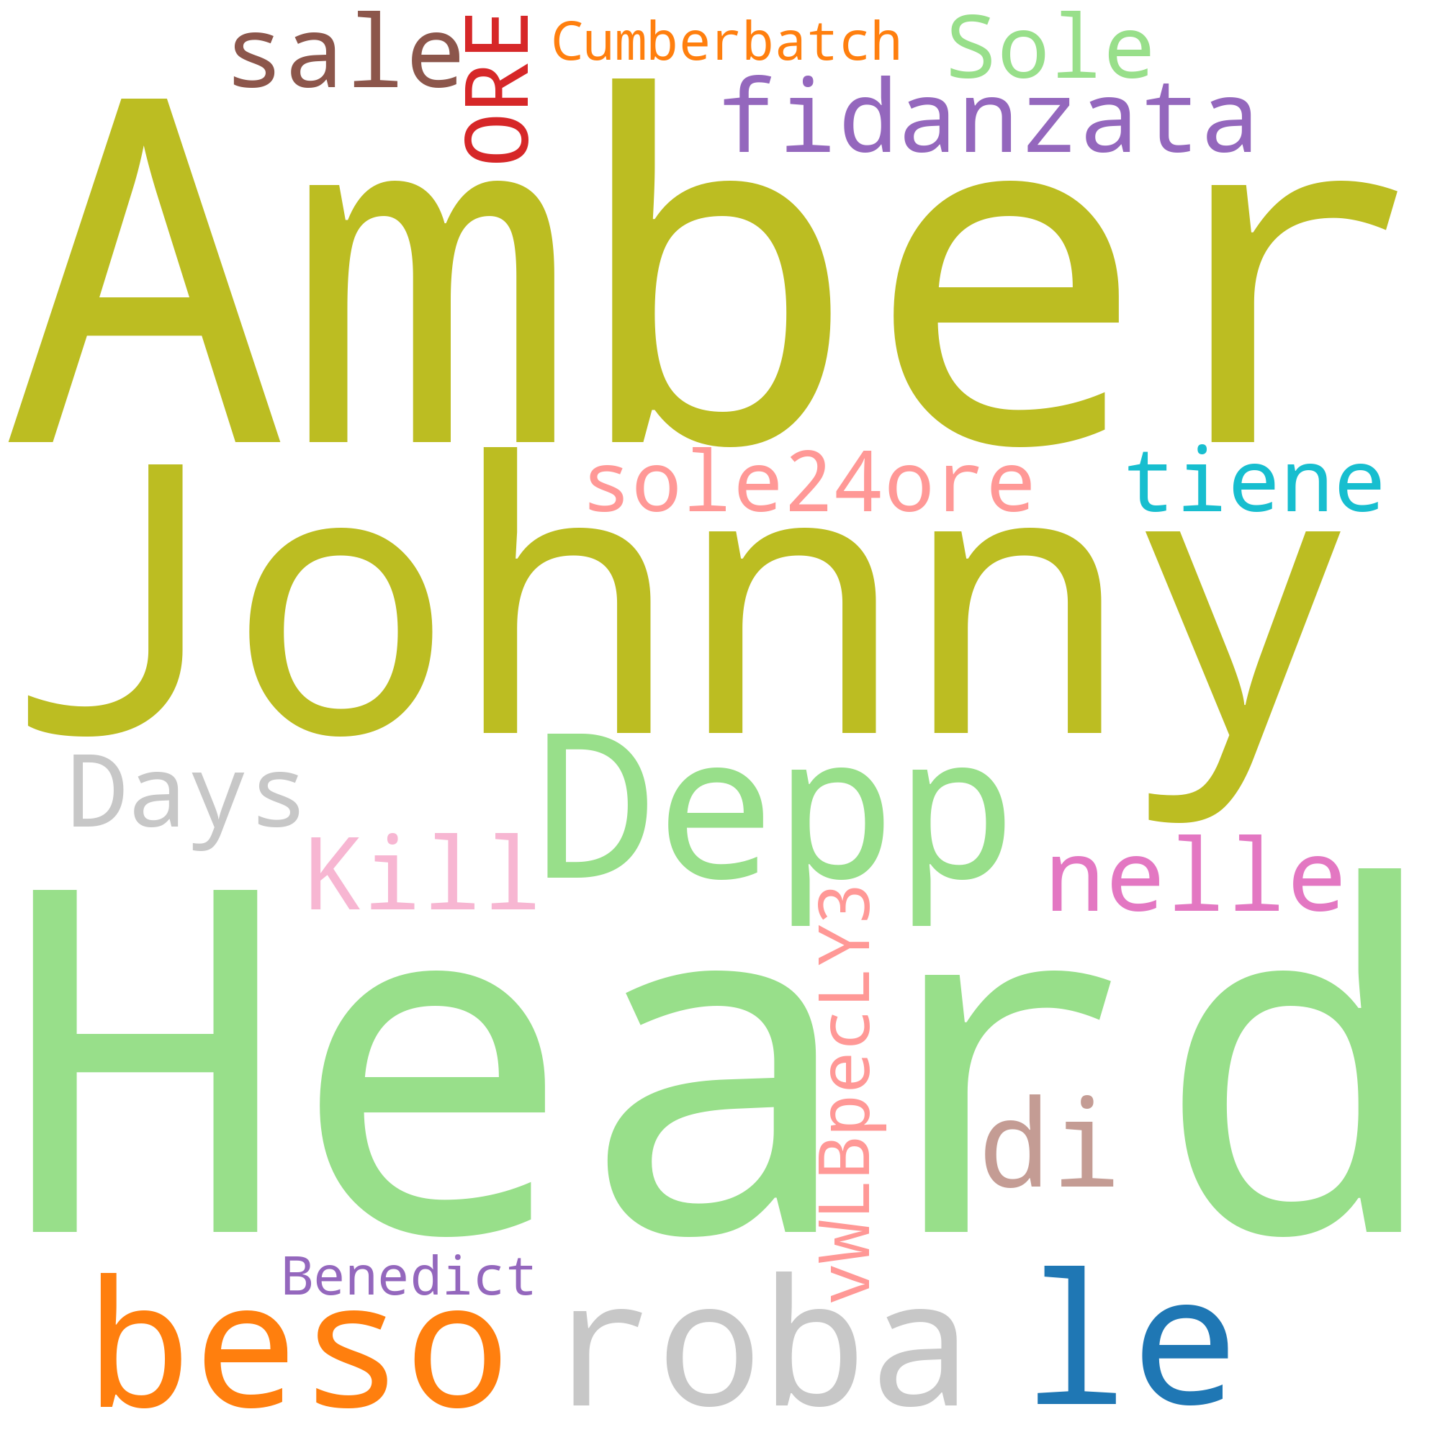 sale ORE Cumberbatch Sole
fidanzata
Amber
sole24ore tiene
Johnny
Days Depp
Kill nelle
vWLBpecLY3
Heard
di
Benedict
beso roba le